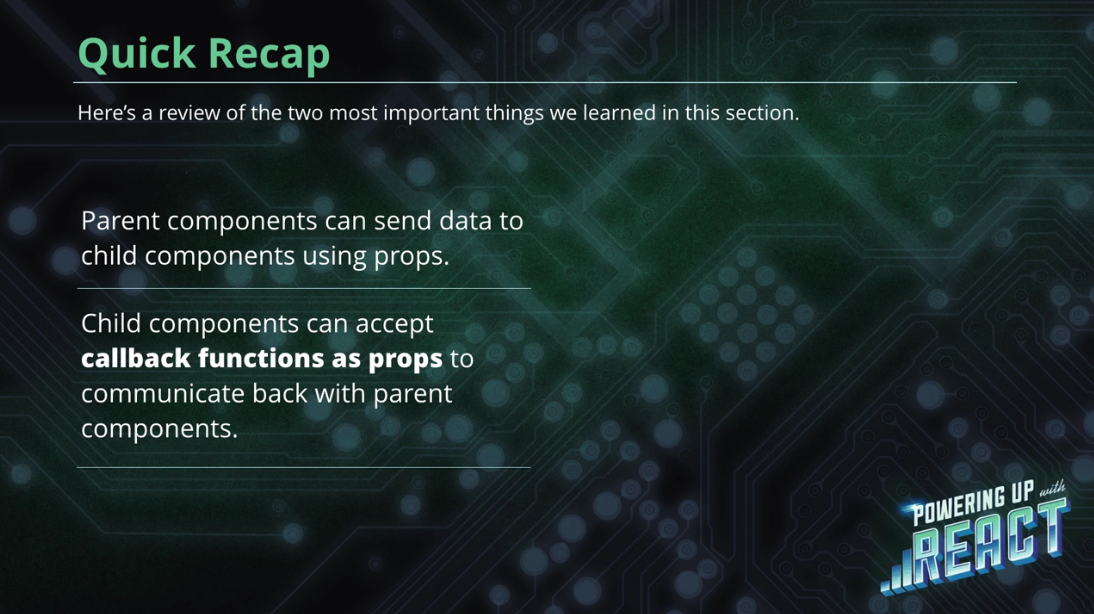 Quick Recap
Here’s a review of the two most important things we learned in this section.
Parent components can send data to
child components using props.
Child components can accept
callback functions as props to
communicate back with parent
components.
POWERING UP with
REACT